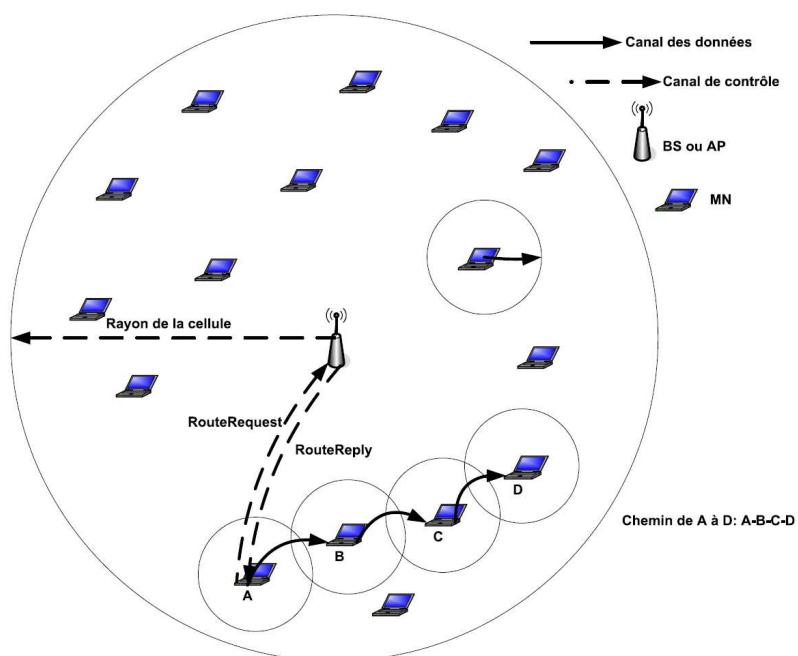 Canal des données
Canal de contrôle
BS ou AP
MN
Rayon de la cellule
RouteRequest
RouteReply
D
C
B
A
Chemin de A à D: A-B-C-D